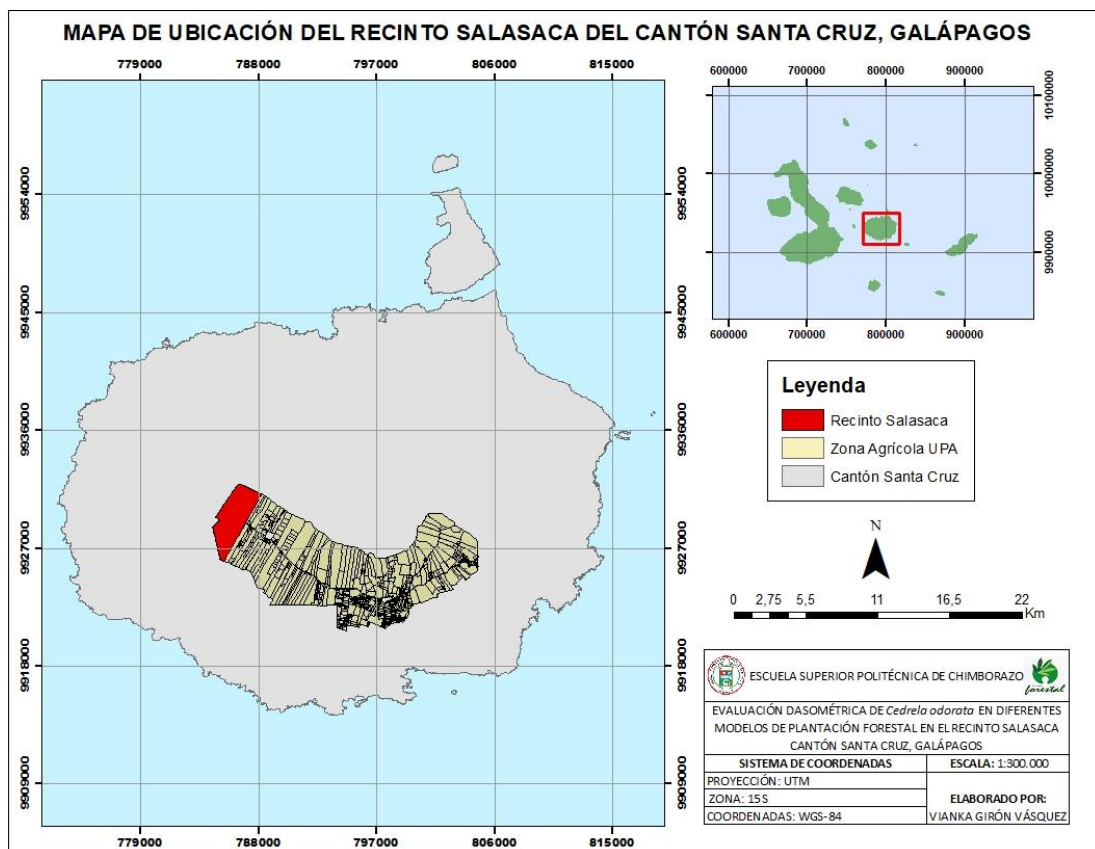 MAPA DE UBICACIÓN DEL RECINTO SALASACA DEL CANTÓN SANTA CRUZ, GALÁPAGOS
779000 788000 797000 806000 815000
9954000 9954000
9945000 9945000
9936000 9936000
9927000 9927000
9918000 9918000
9909000 9909000
779000 788000 797000 806000 815000
600000 700000 800000 900000
10100000
10000000
9900000
600000 700000 800000 900000
Leyenda
Recinto Salasaca
Zona Agrícola UPA
Cantón Santa Cruz
N
0 2,75 5,5 11 16,5 22
Km
ESCUELA SUPERIOR POLITÉCNICA DE CHIMBORAZO
forestal
EVALUACIÓN DASOMÉTRICA DE Cedrela odorata EN DIFERENTES
MODELOS DE PLANTACIÓN FORESTAL EN EL RECINTO SALASACA
CANTÓN SANTA CRUZ, GALÁPAGOS
SISTEMA DE COORDENADAS ESCALA: 1:300.000
PROYECCIÓN: UTM
ZONA: 15 S ELABORADO POR:
COORDENADAS: WGS-84 VIANKA GIRÓN VÁSQUEZ